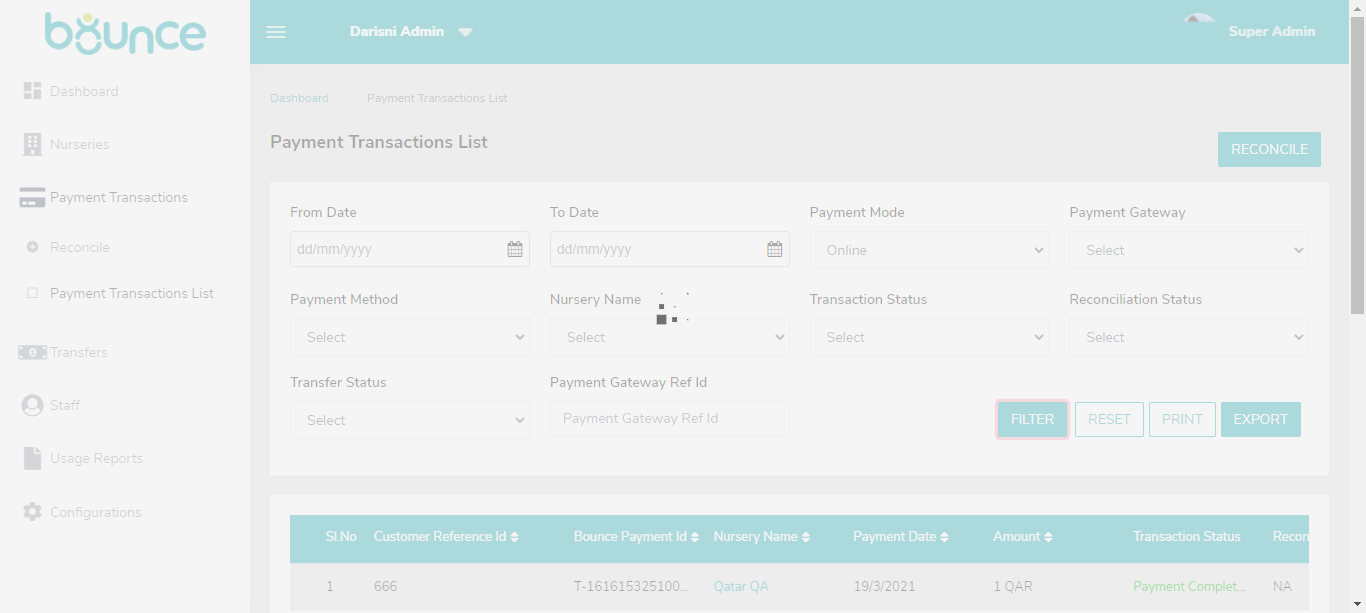 bounce
Darisni Admin
Super Admin
Dashboard
Nurseries
Payment Transactions
Reconcile
Payment Transactions List
Transfers
Staff
Usage Reports
Configurations
Dashboard Payment Transactions List
Payment Transactions List
RECONCILE
From Date To Date Payment Mode Payment Gateway
dd/mm/yyyy dd/mm/yyyy Online Select
Payment Method Nursery Name Transaction Status Reconciliation Status
Select Select Select Select
Transfer Status Payment Gateway Ref Id
Select Payment Gateway Ref Id FILTER RESET PRINT EXPORT
Sl.No Customer Reference Id Bounce Payment Id Nursery Name Payment Date Amount Transaction Status Recon
1 666 T-161615325100... Qatar QA 19/3/2021 1 QAR Payment Complet... NA